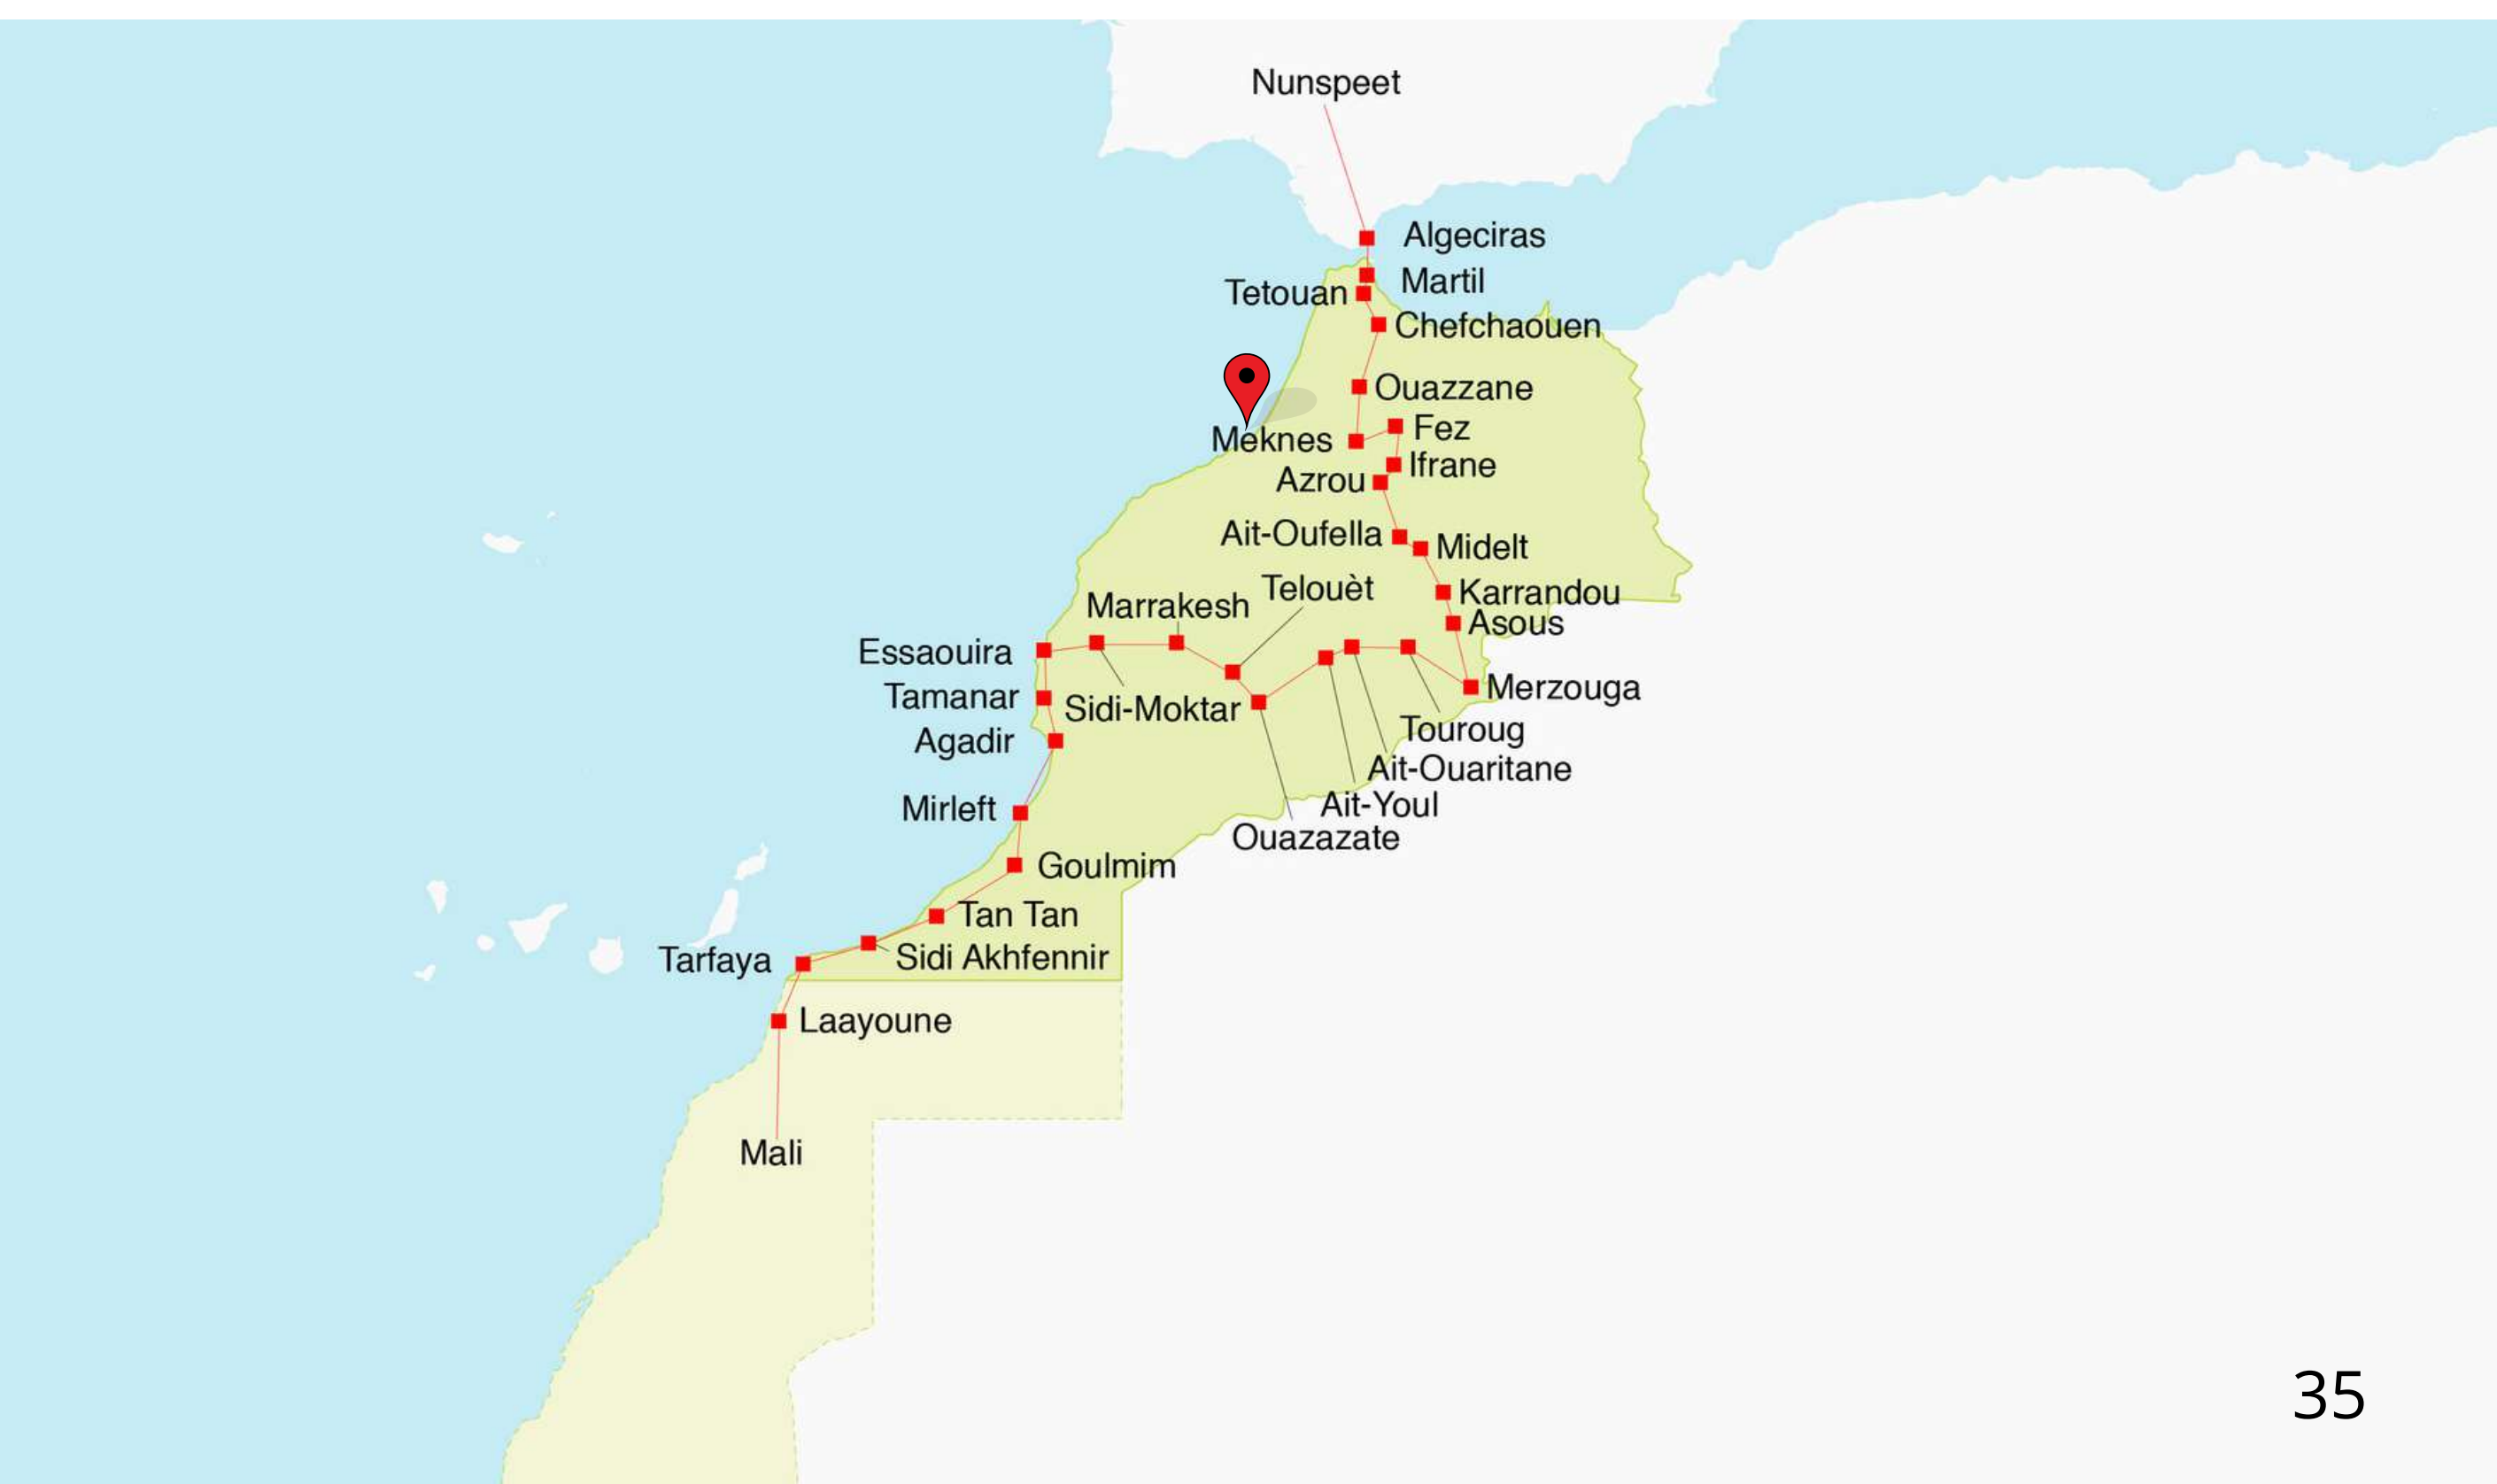 Nunspeet
Algeciras
Martil
Tetouan
Chefchaouen
Ouazzane
Fez
Meknes
Ifrane
Azrou
Ait-Oufella
Midelt
Telouèt
Karrandou
Marrakesh
Asous
Essaouira
Merzouga
Tamanar
Sidi-Moktar
Touroug
Agadir
Ait-Ouaritane
Ait-Youl
Mirleft
Ouazazate
Goulmim
Tan Tan
Sidi Akhfennir
Tarfaya
Laayoune
Mali
35